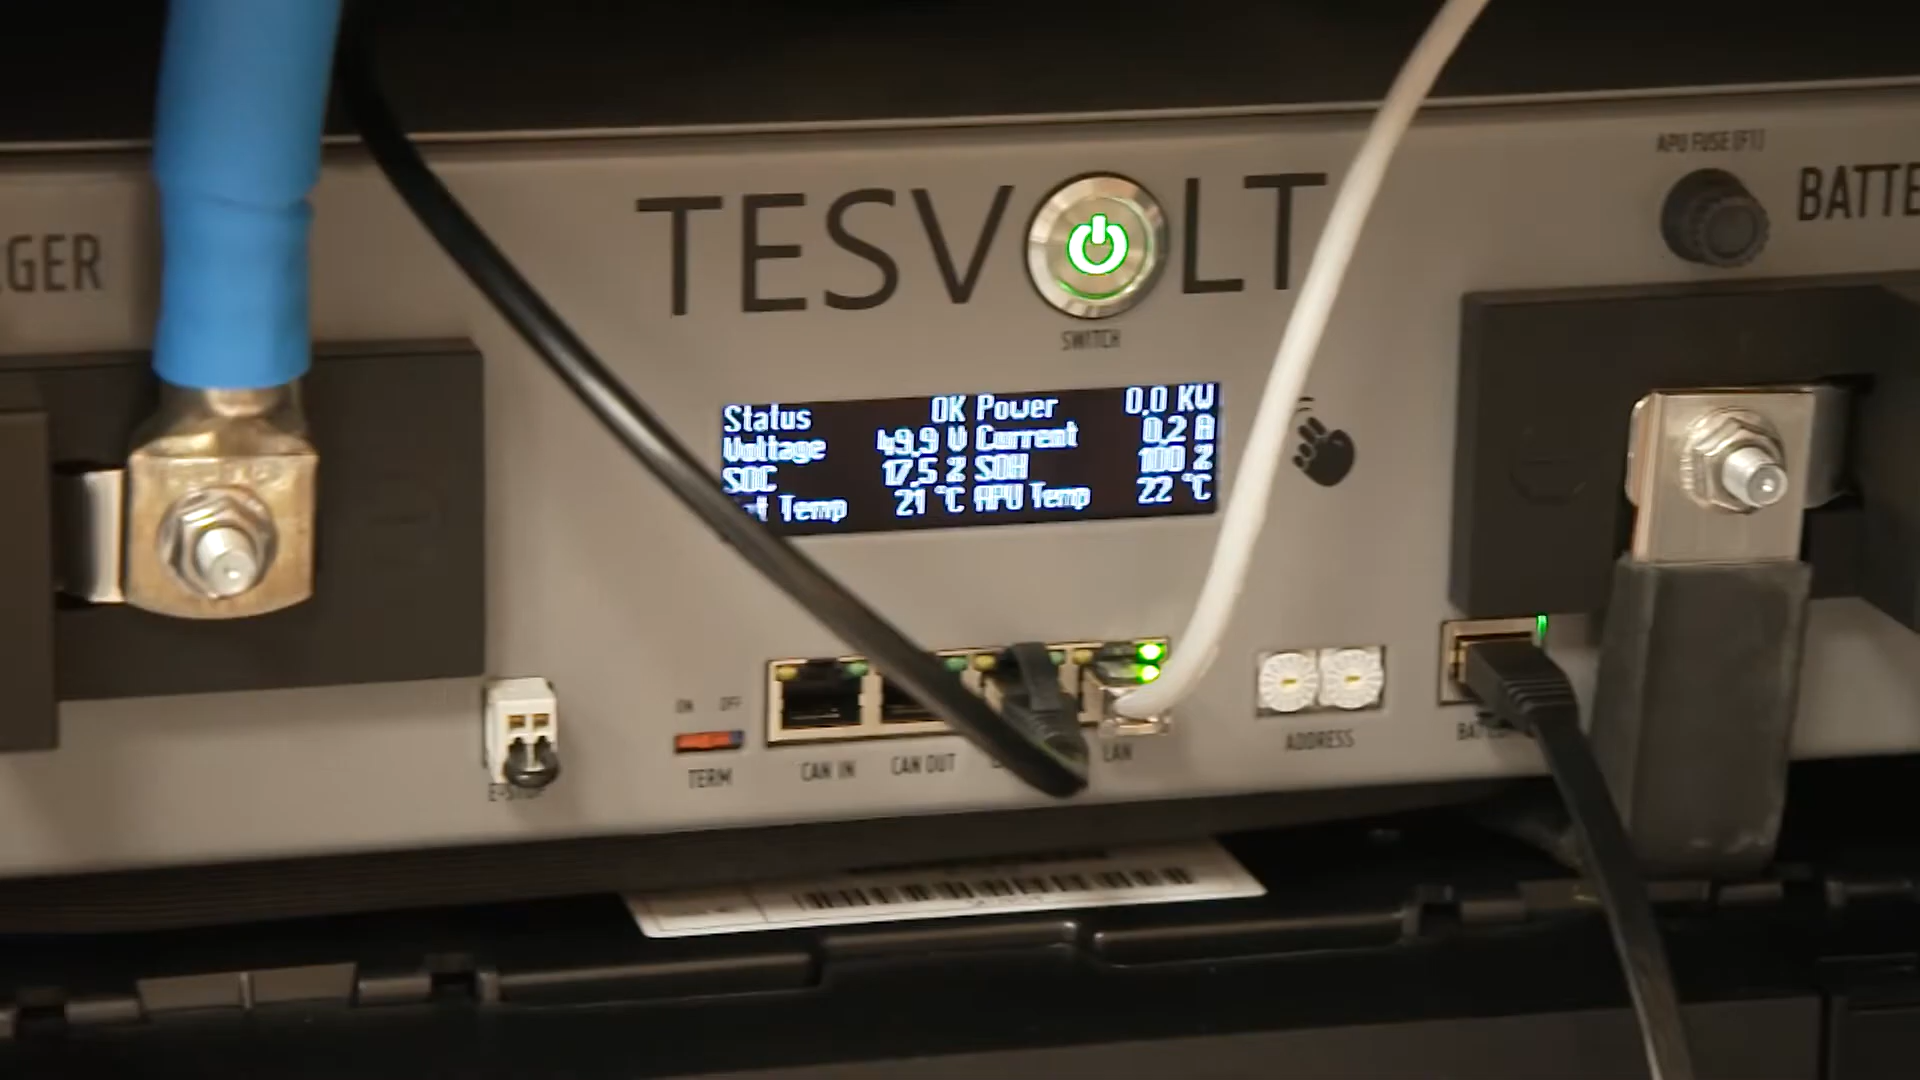 APU FUSE (F1)
GER
TESVOLT
BATTE
SWITCH
Status OK Power 0,0 KW
Voltage 49,9 V Current 0,2 A
SOC 17,5 % SOH 100 %
t Temp 21 °C APU Temp 22 °C
ON OFF
TERM
CAN IN
CAN OUT
LAN
ADDRESS
BAT
E-STOP